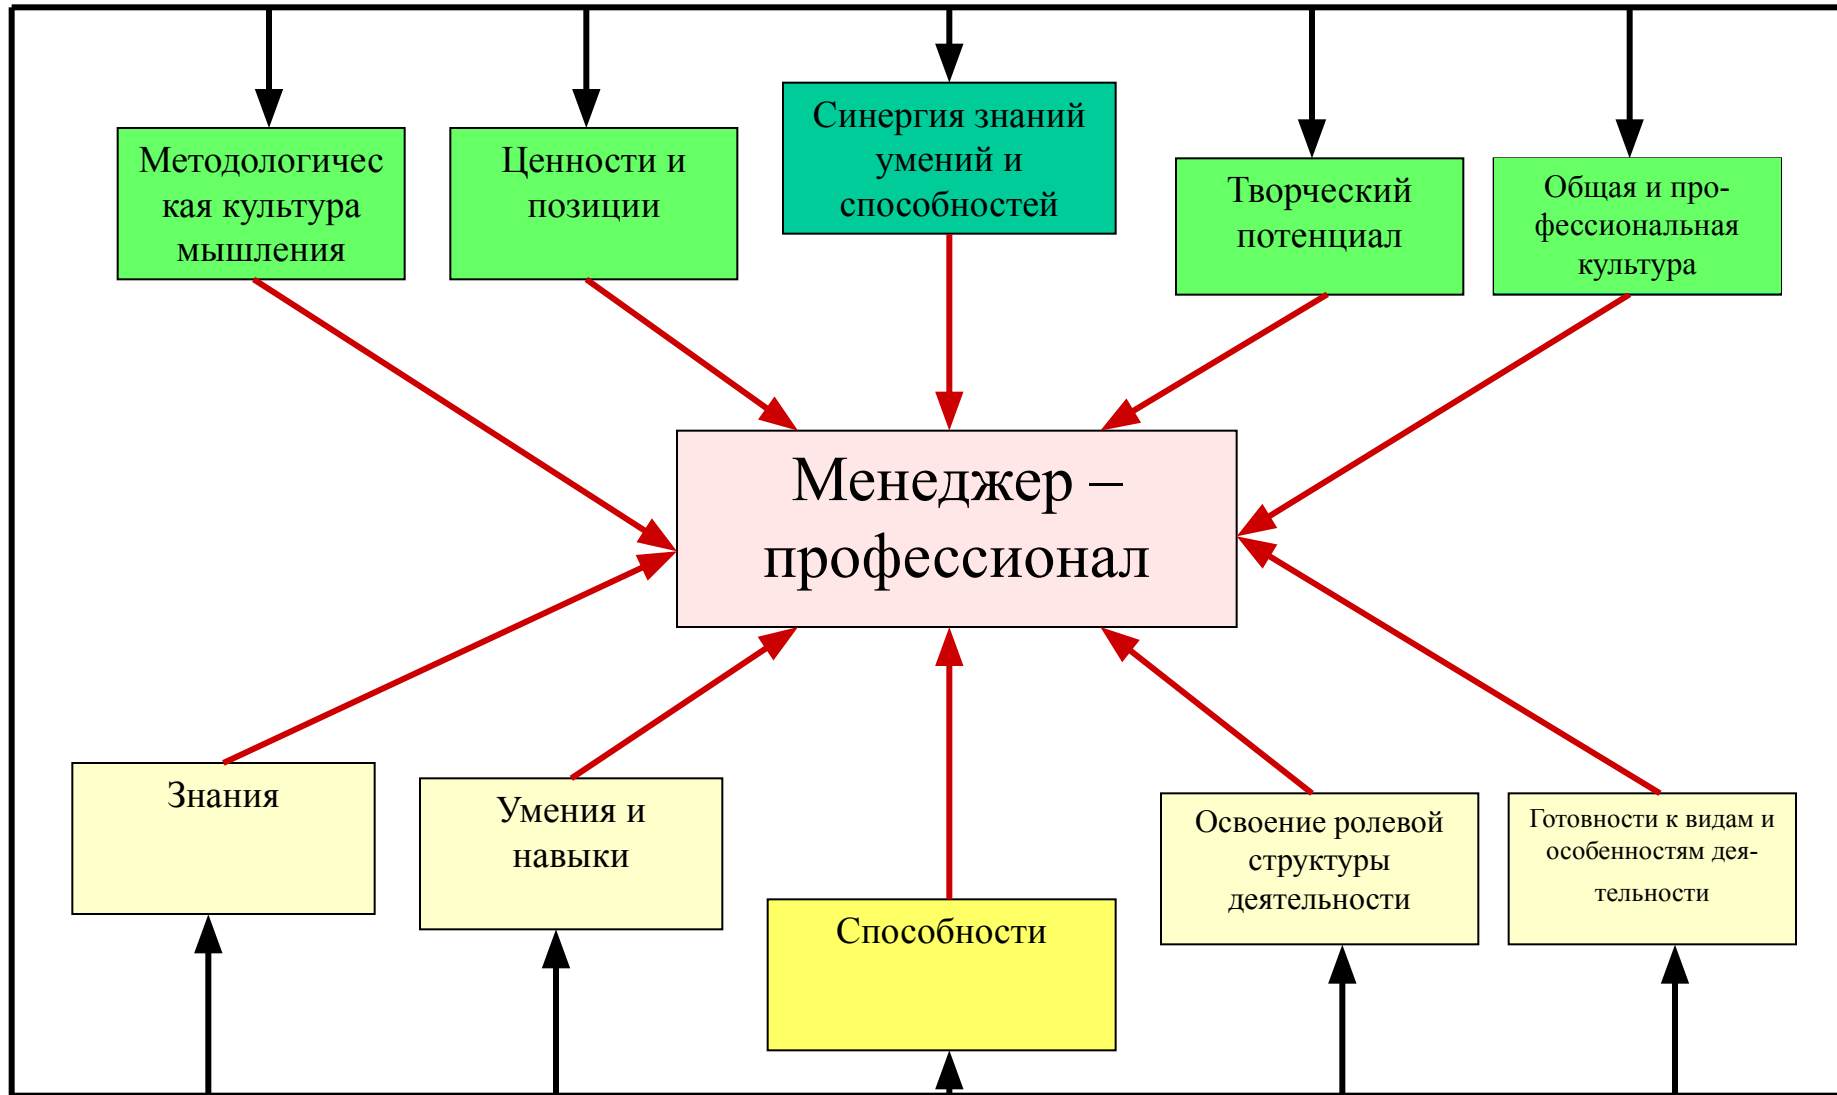 Методологичес
кая культура
мышления
Ценности и
позиции
Синергия знаний
умений и
способностей
Творческий
потенциал
Общая и про-
фессиональная
культура
Менеджер –
профессионал
Знания
Умения и
навыки
Способности
Освоение ролевой
структуры
деятельности
Готовности к видам и
особенностям дея-
тельности